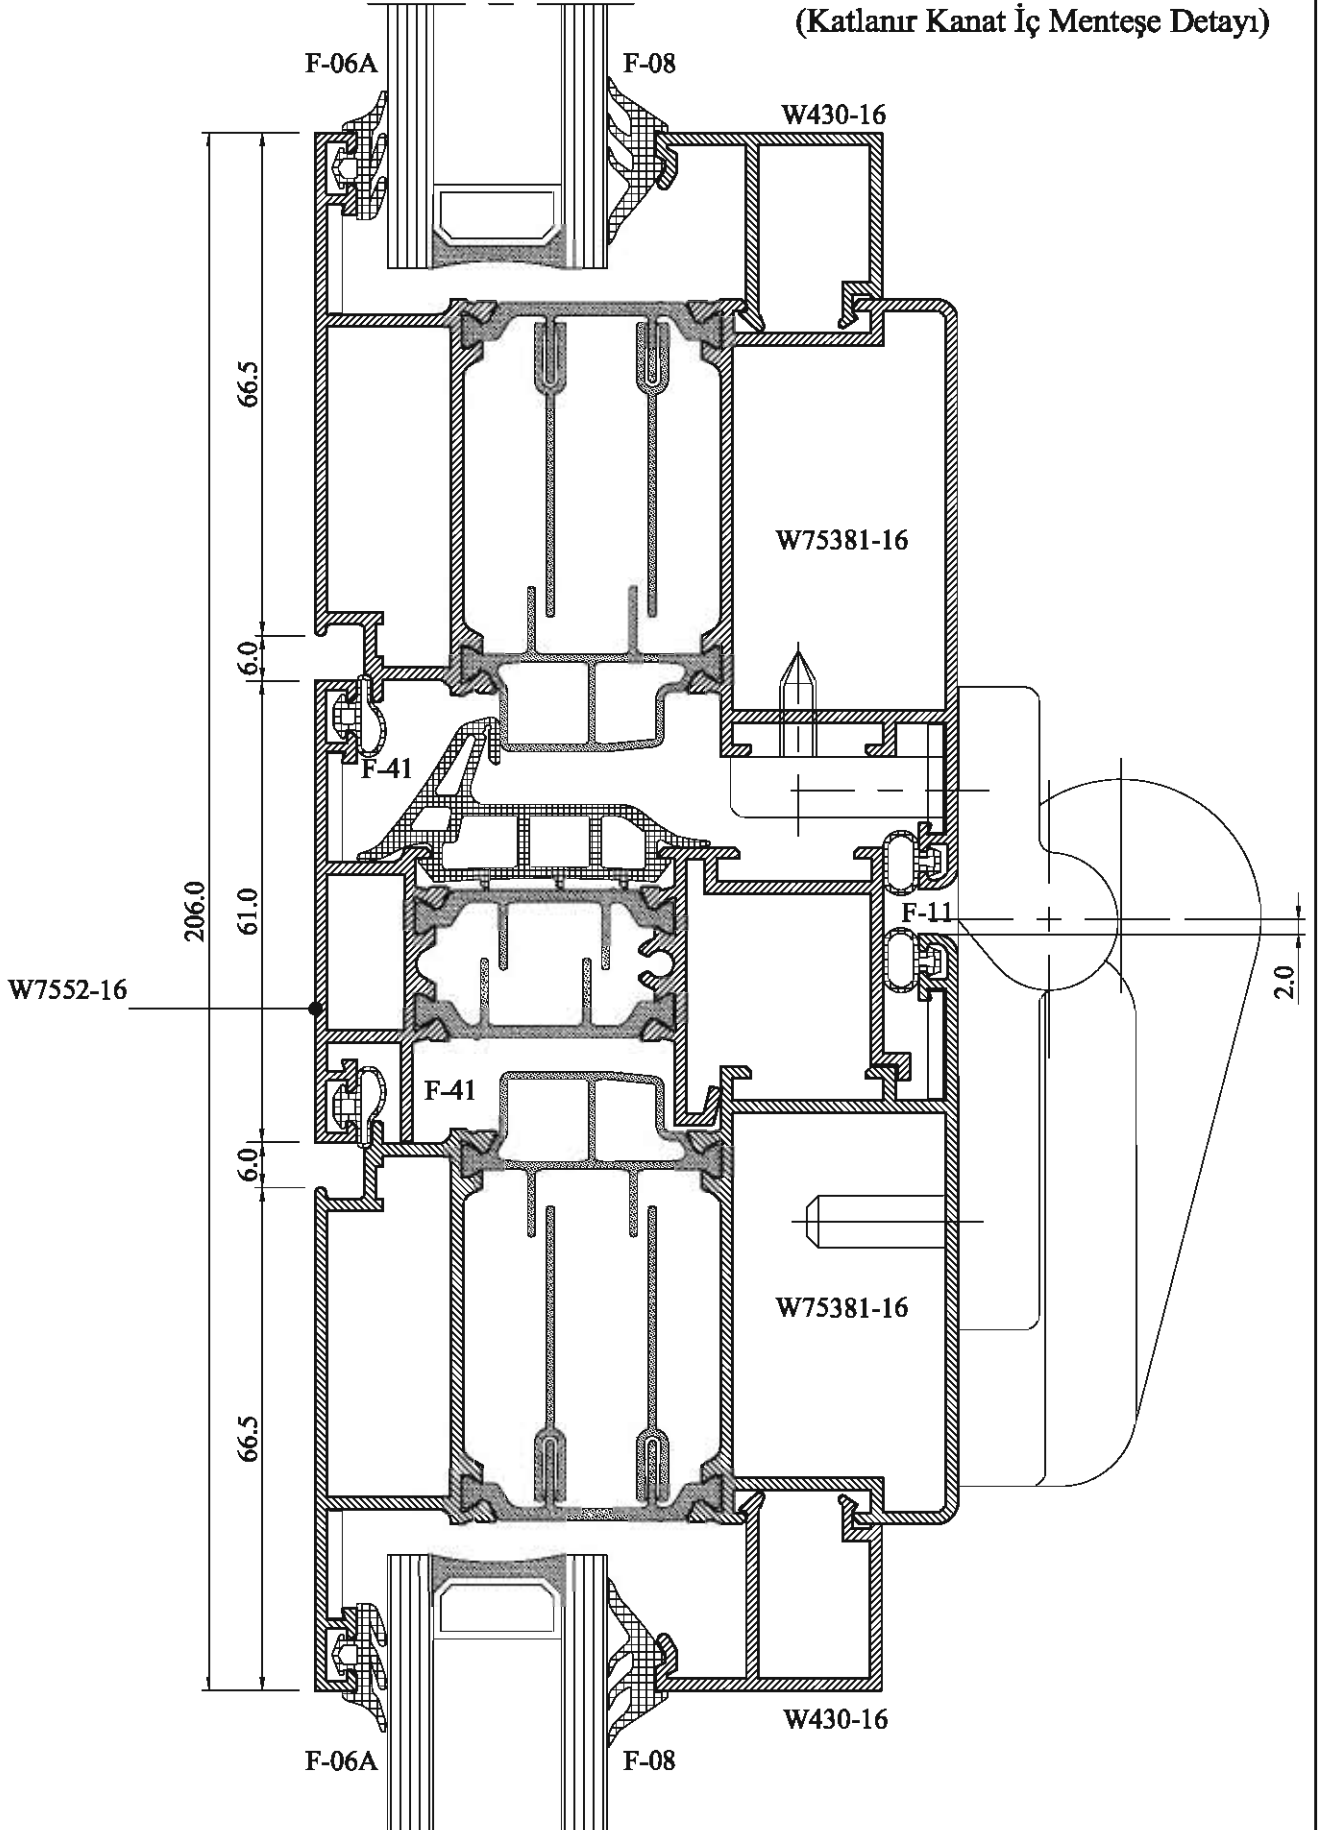 (Katlanır Kanat İç Menteşe Detayı)
F-06A
F-08
W430-16
66.5
W75381-16
6.0
F-41
206.0
61.0
F-11
W7552-16
2.0
F-41
6.0
W75381-16
66.5
W430-16
F-06A
F-08